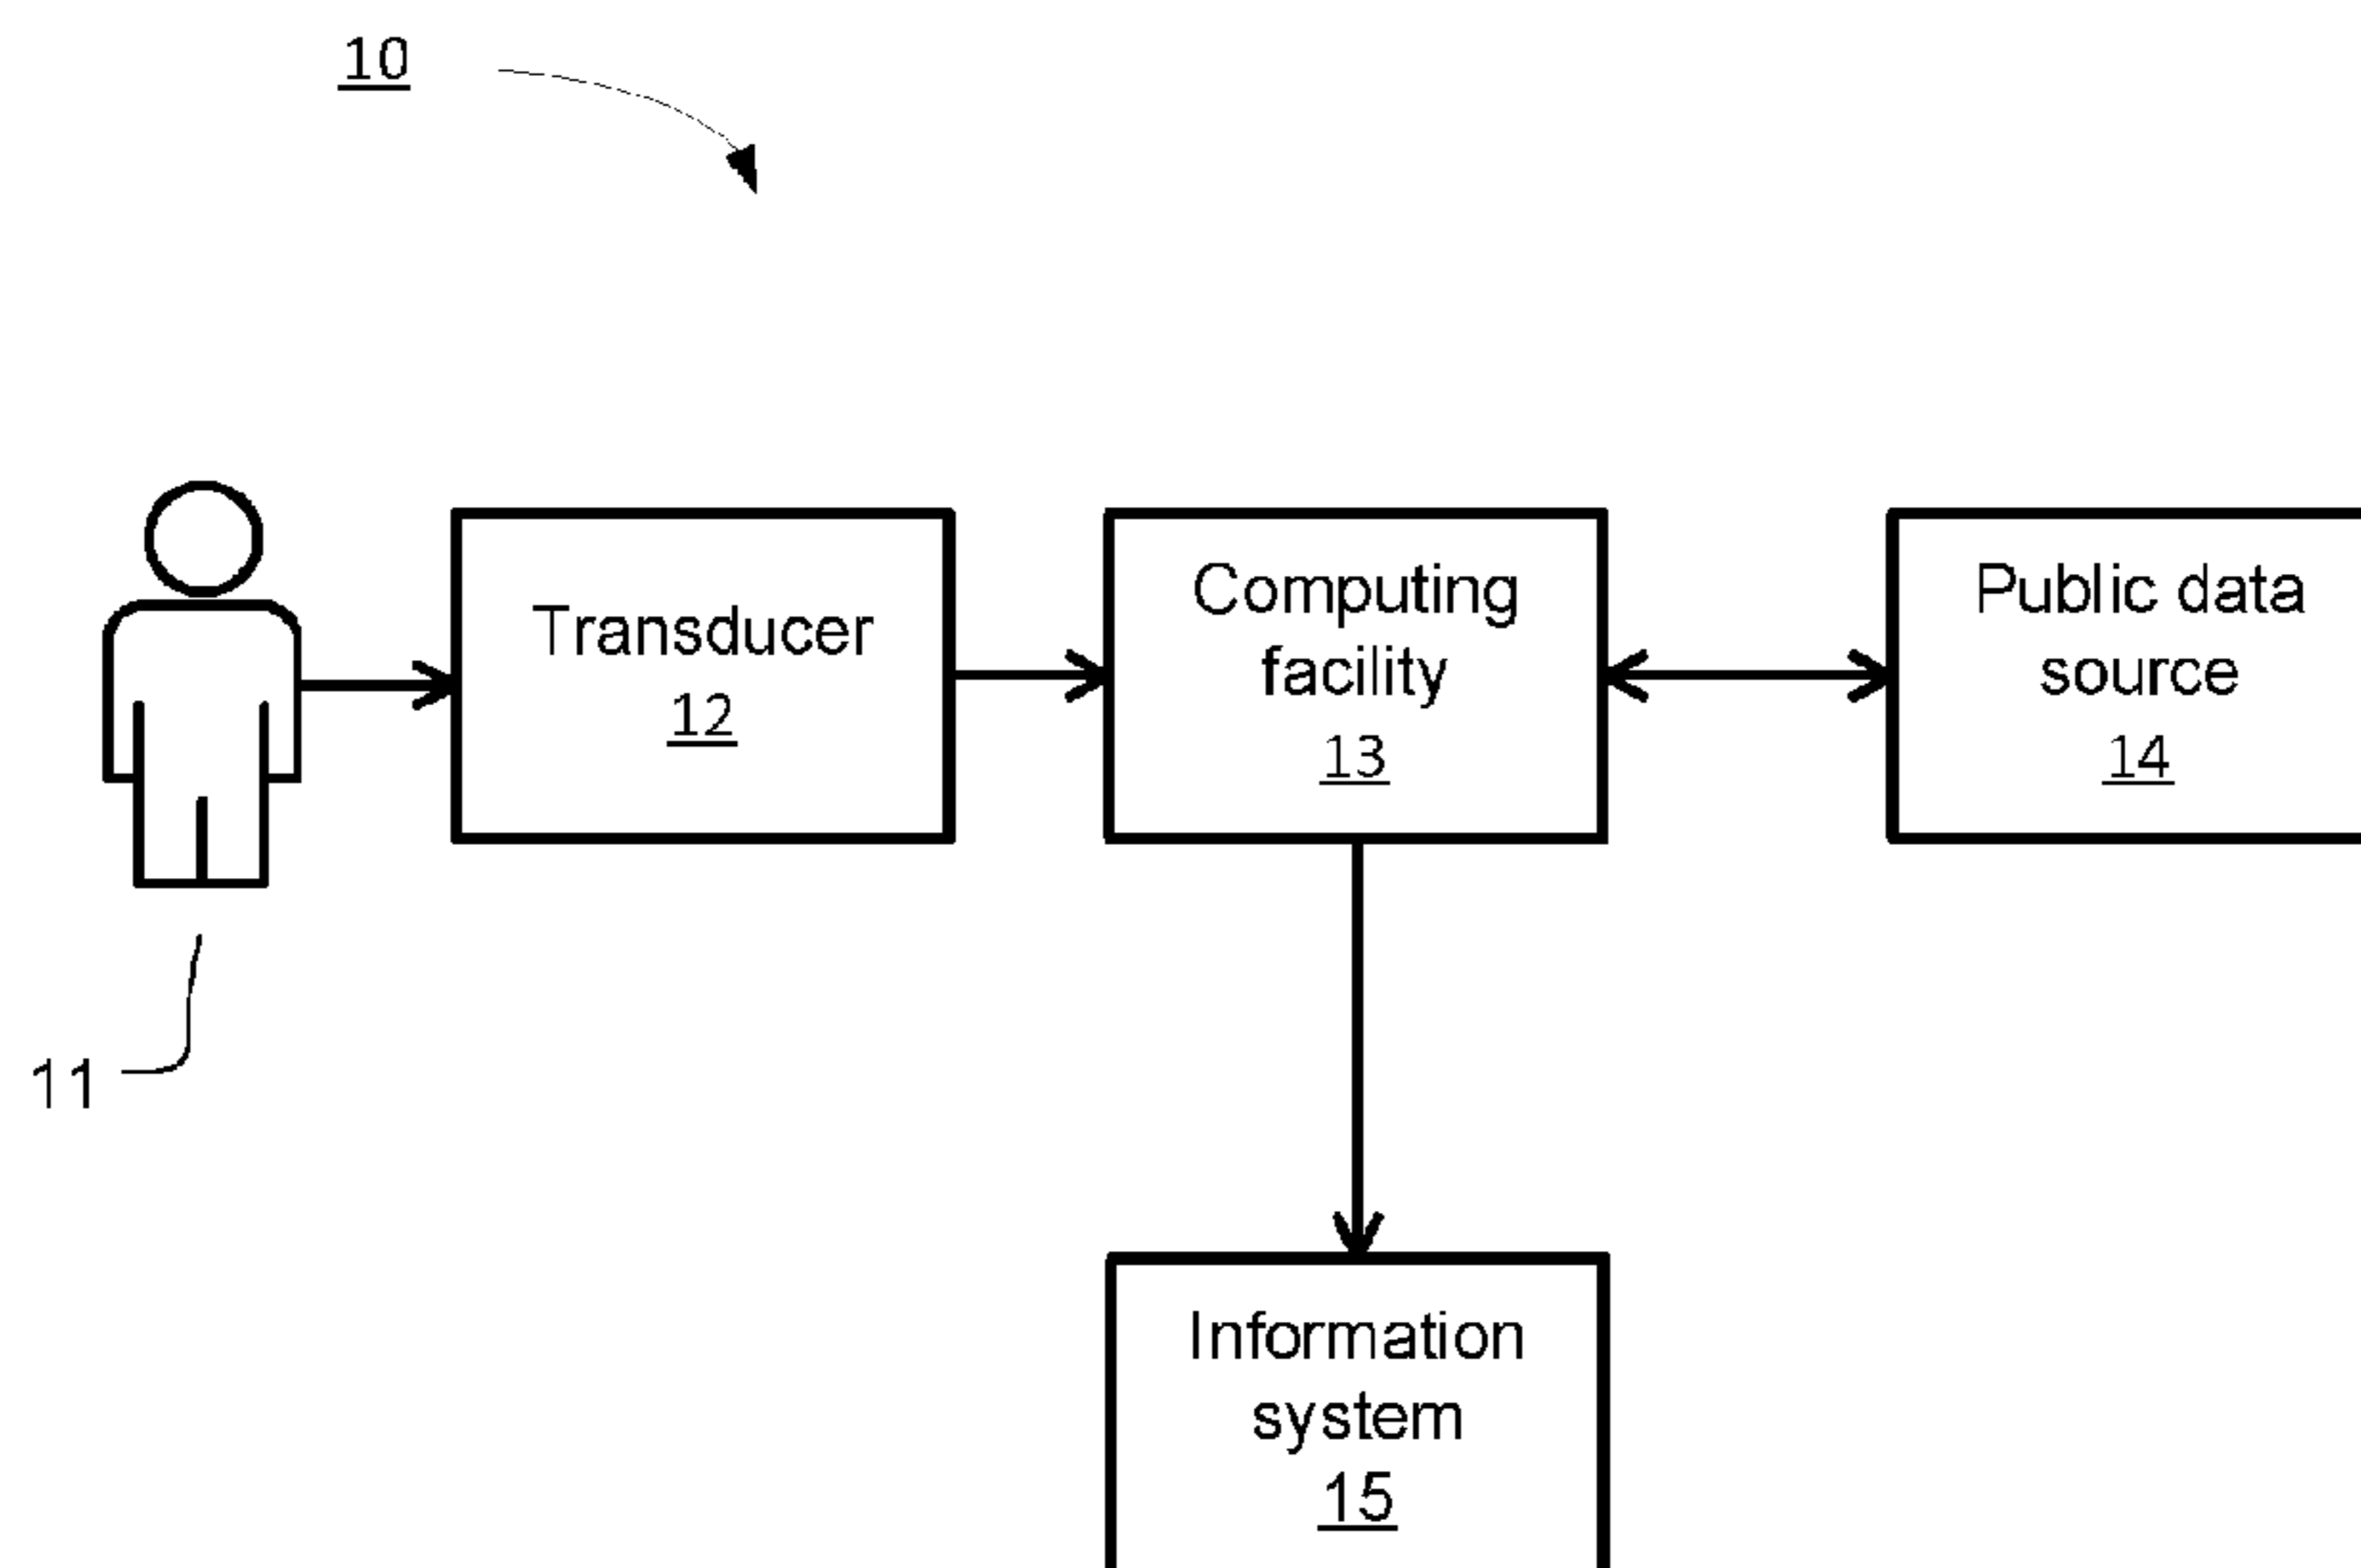 10
Transducer
12
Computing
facility
13
Public data
source
14
11
Information
system
15